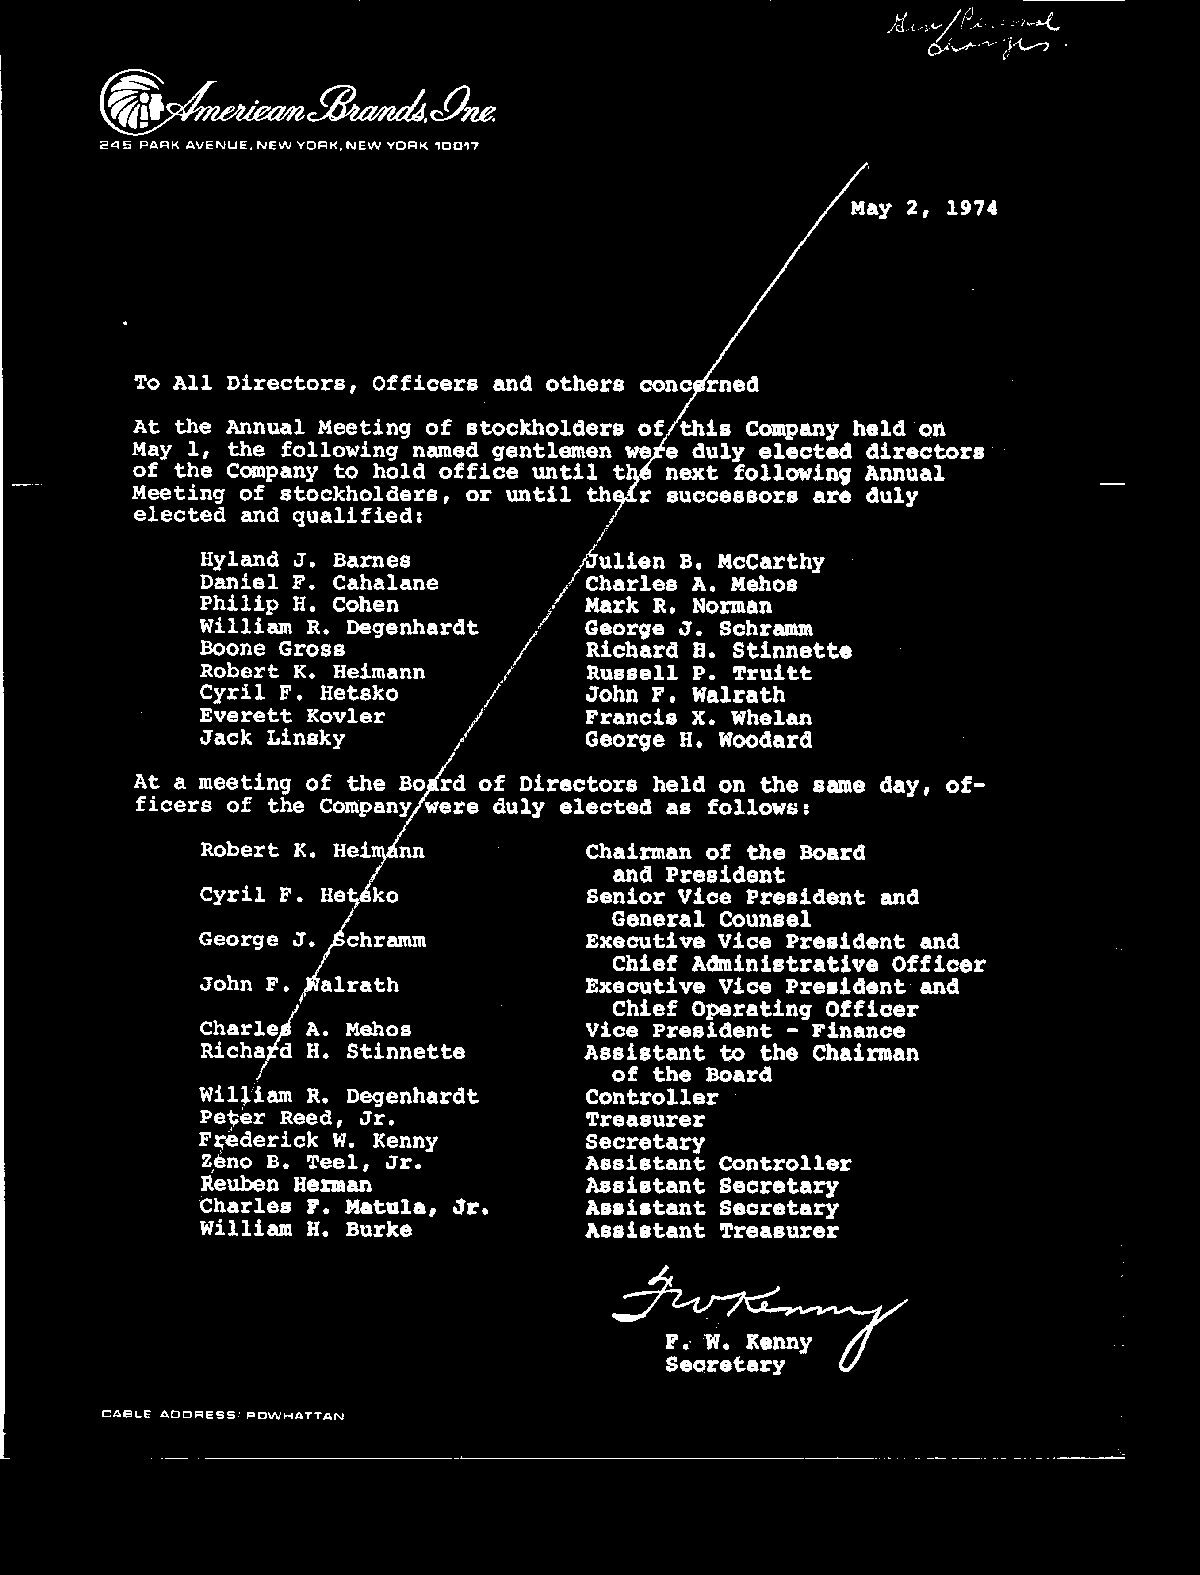 Gen/Personal
Changes.
American Brands, Inc.
245 PARK AVENUE, NEW YORK, NEW YORK 10017
May 2, 1974
To All Directors, Officers and others concerned
At the Annual Meeting of stockholders of this Company held on
May 1, the following named gentlemen were duly elected directors
of the Company to hold office until the next following Annual
Meeting of stockholders, or until their successors are duly
elected and qualified:
Hyland J. Barnes
Daniel F. Cahalane
Philip H. Cohen
William R. Degenhardt
Boone Gross
Robert K. Heimann
Cyril F. Hetsko
Everett Kovler
Jack Linsky
Julien B. McCarthy
Charles A. Mehos
Mark R. Norman
George J. Schramm
Richard H. Stinnette
Russell P. Truitt
John F. Walrath
Francis X. Whelan
George H. Woodard
At a meeting of the Board of Directors held on the same day, of-
ficers of the Company were duly elected as follows:
Robert K. Heimann Chairman of the Board
and President
Cyril F. Hetsko Senior Vice President and
General Counsel
George J. Schramm Executive Vice President and
Chief Administrative Officer
John F. Walrath Executive Vice President and
Chief Operating Officer
Charles A. Mehos Vice President - Finance
Richard H. Stinnette Assistant to the Chairman
of the Board
William R. Degenhardt Controller
Peter Reed, Jr. Treasurer
Frederick W. Kenny Secretary
Zeno B. Teel, Jr. Assistant Controller
Reuben Herman Assistant Secretary
Charles F. Matula, Jr. Assistant Secretary
William H. Burke Assistant Treasurer
FWKenny
F. W. Kenny
Secretary
CABLE ADDRESS: POWHATTAN